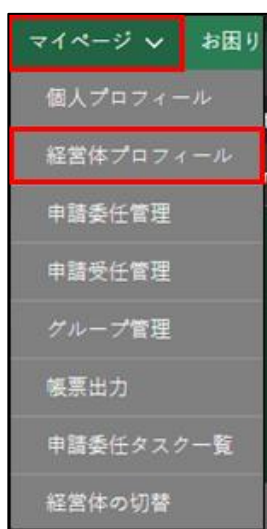 マイページ お困り
個人プロフィール
経営体プロフィール
申請委任管理
申請受任管理
グループ管理
帳票出力
申請委任タスク一覧
経営体の切替